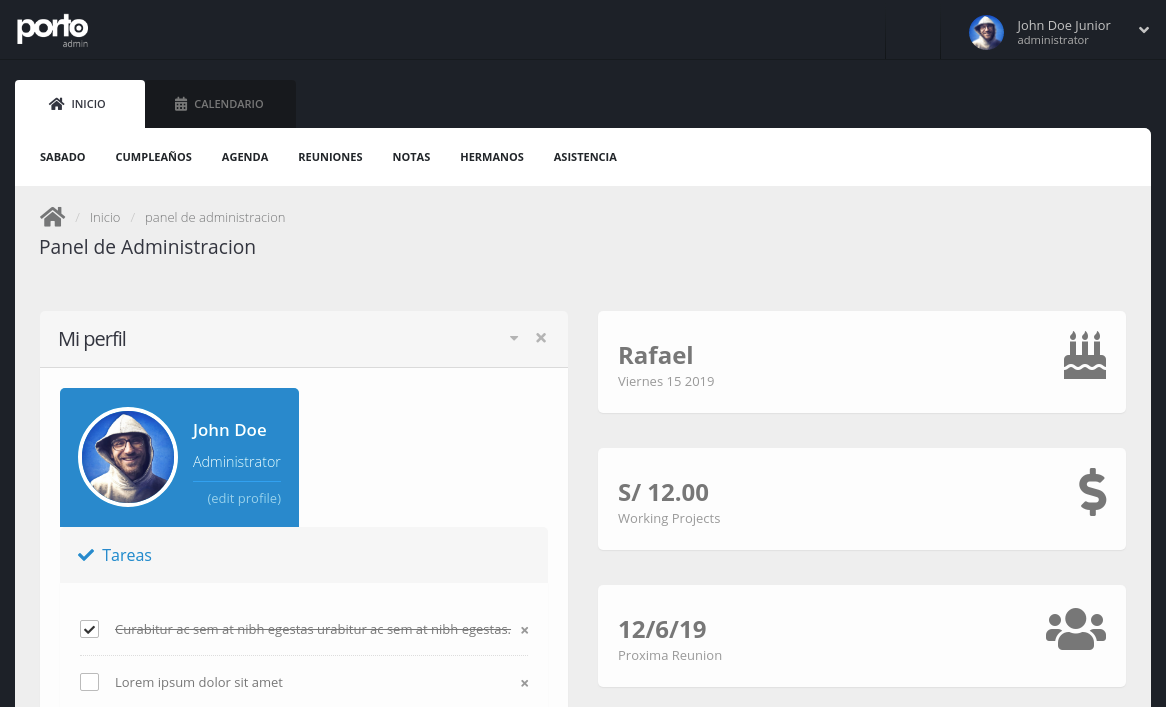 porto
admin
John Doe Junior
administrator
INICIO
CALENDARIO
SABADO CUMPLEAÑOS AGENDA REUNIONES NOTAS HERMANOS ASISTENCIA
/ Inicio / panel de administracion
Panel de Administracion
Mi perfil
John Doe
Administrator
(edit profile)
Tareas
Curabitur ac sem at nibh egestas urabitur ac sem at nibh egestas.
Lorem ipsum dolor sit amet
Rafael
Viernes 15 2019
S/ 12.00
Working Projects
12/6/19
Proxima Reunion